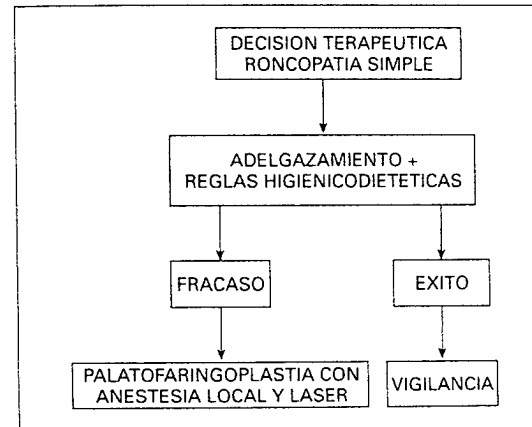 DECISION TERAPEUTICA
RONCOPATIA SIMPLE
ADELGAZAMIENTO +
REGLAS HIGIENICODIETETICAS
FRACASO
EXITO
PALATOFARINGOPLASTIA CON
ANESTESIA LOCAL Y LASER
VIGILANCIA